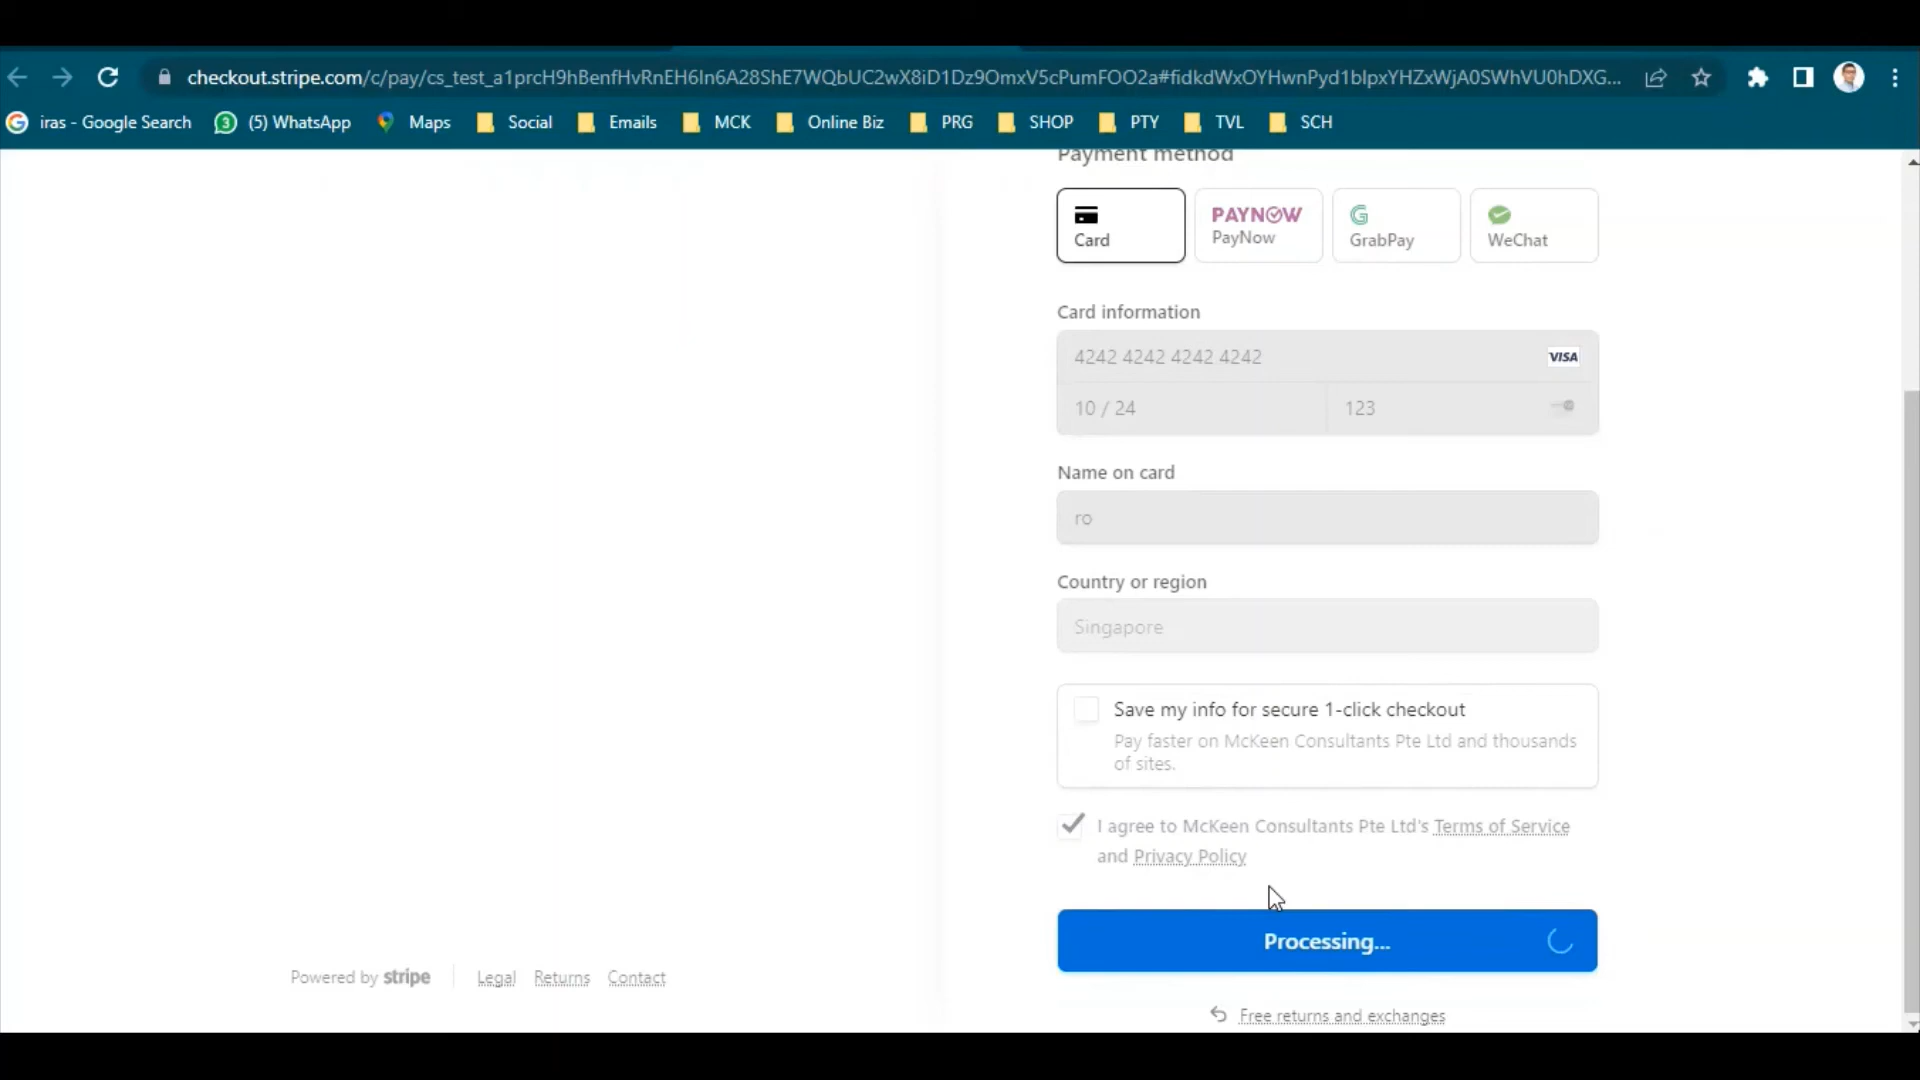 checkout.stripe.com/c/pay/cs_test_a1prcH9hBenfHvRnEH6In6A28ShE7WQbUC2wX8iD1Dz9OmxV5cPumFOO2a#fidkdWxOYHwnPyd1blpxYHZxWjA0SWhVU0hDXG...
iras - Google Search 3 (5) WhatsApp Maps Social Emails MCK Online Biz PRG SHOP PTY TVL SCH
Payment method
Card
PAYNOW
PayNow
GrabPay
WeChat
Card information
4242 4242 4242 4242 VISA
10 / 24 123
Name on card
ro
Country or region
Singapore
Save my info for secure 1-click checkout
Pay faster on McKeen Consultants Pte Ltd and thousands
of sites.
I agree to McKeen Consultants Pte Ltd's Terms of Service
and Privacy Policy
Processing...
Powered by stripe Legal Returns Contact
Free returns and exchanges